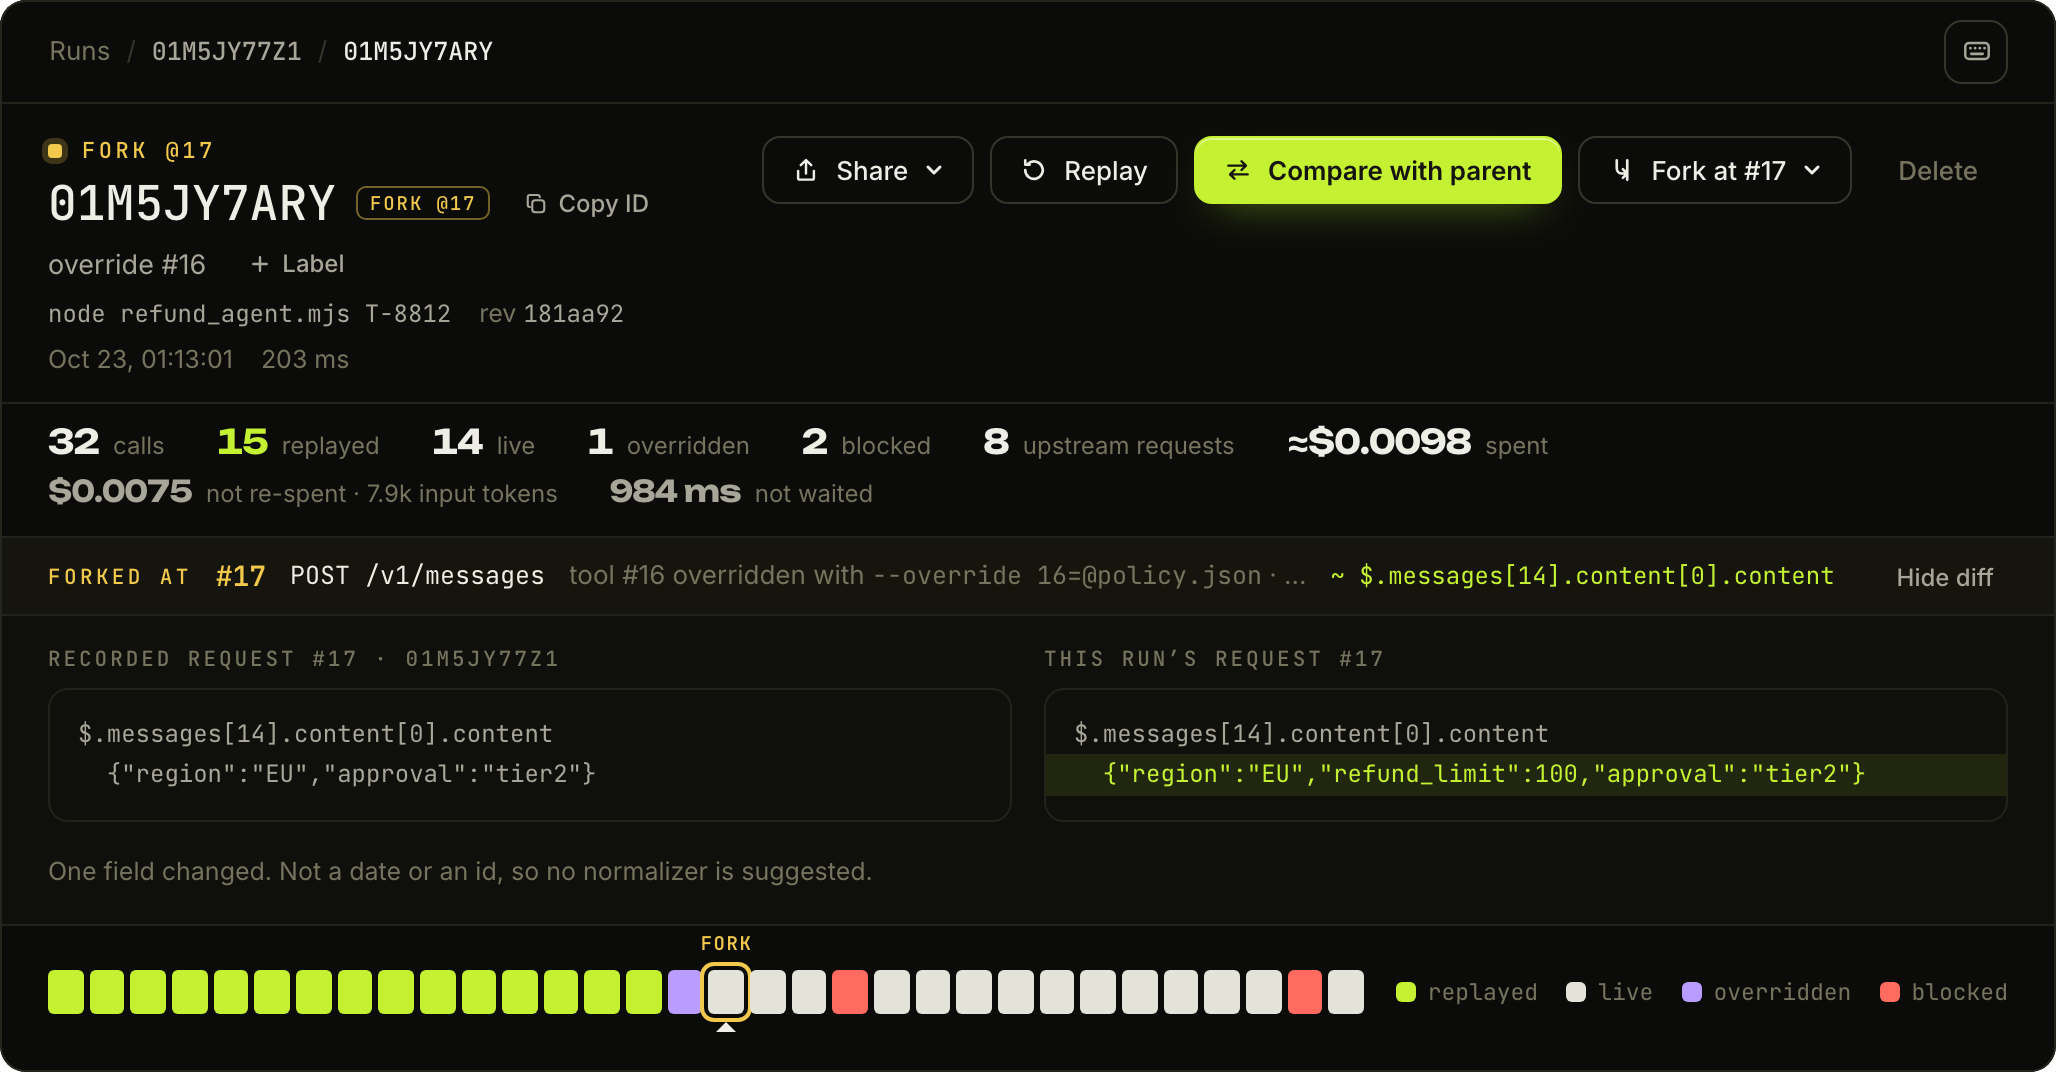 Runs / 01M5JY77Z1 / 01M5JY7ARY
FORK @17
01M5JY7ARY FORK @17 Copy ID
Share Replay Compare with parent Fork at #17 Delete
override #16 + Label
node refund_agent.mjs T-8812 rev 181aa92
Oct 23, 01:13:01 203 ms
32 calls 15 replayed 14 live 1 overridden 2 blocked 8 upstream requests ≈$0.0098 spent
$0.0075 not re-spent · 7.9k input tokens 984 ms not waited
FORKED AT #17 POST /v1/messages tool #16 overridden with --override 16=@policy.json · … ~ $.messages[14].content[0].content Hide diff
RECORDED REQUEST #17 · 01M5JY77Z1
$.messages[14].content[0].content
{"region":"EU","approval":"tier2"}
THIS RUN’S REQUEST #17
$.messages[14].content[0].content
{"region":"EU","refund_limit":100,"approval":"tier2"}
One field changed. Not a date or an id, so no normalizer is suggested.
FORK
replayed live overridden blocked